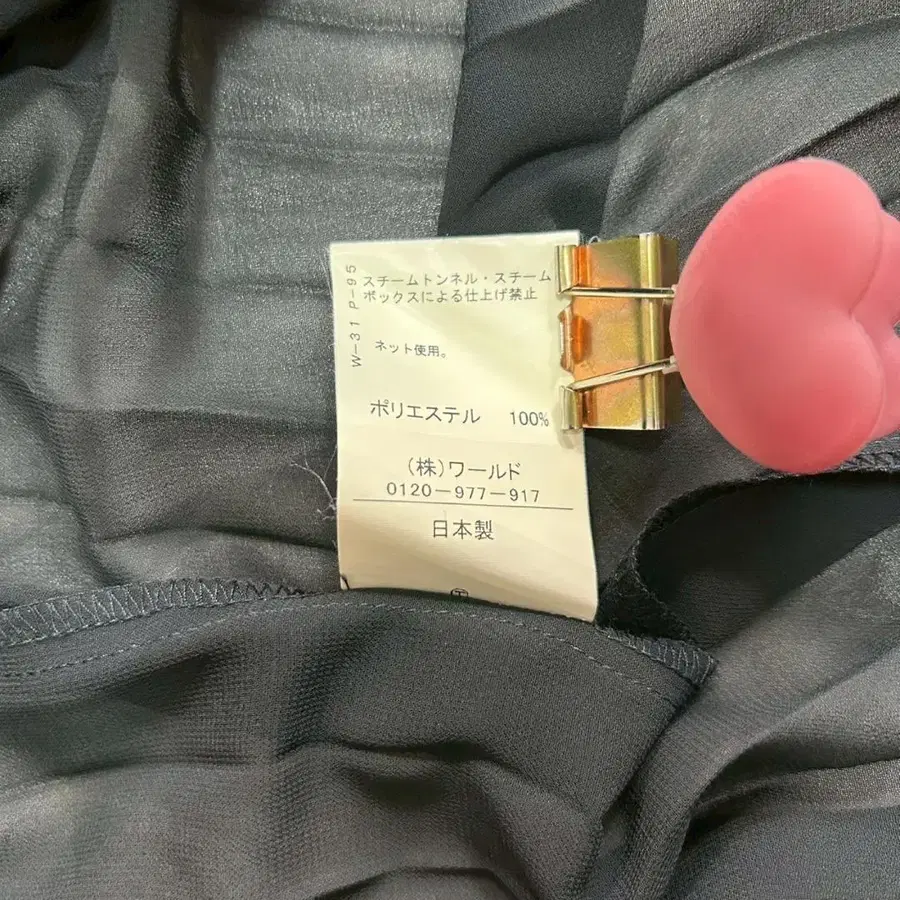 W-31 P-95
スチームトンネル・スチーム
ボックスによる仕上げ禁止
ネット使用。
ポリエステル 100%
(株)ワールド
0120-977-917
日本製